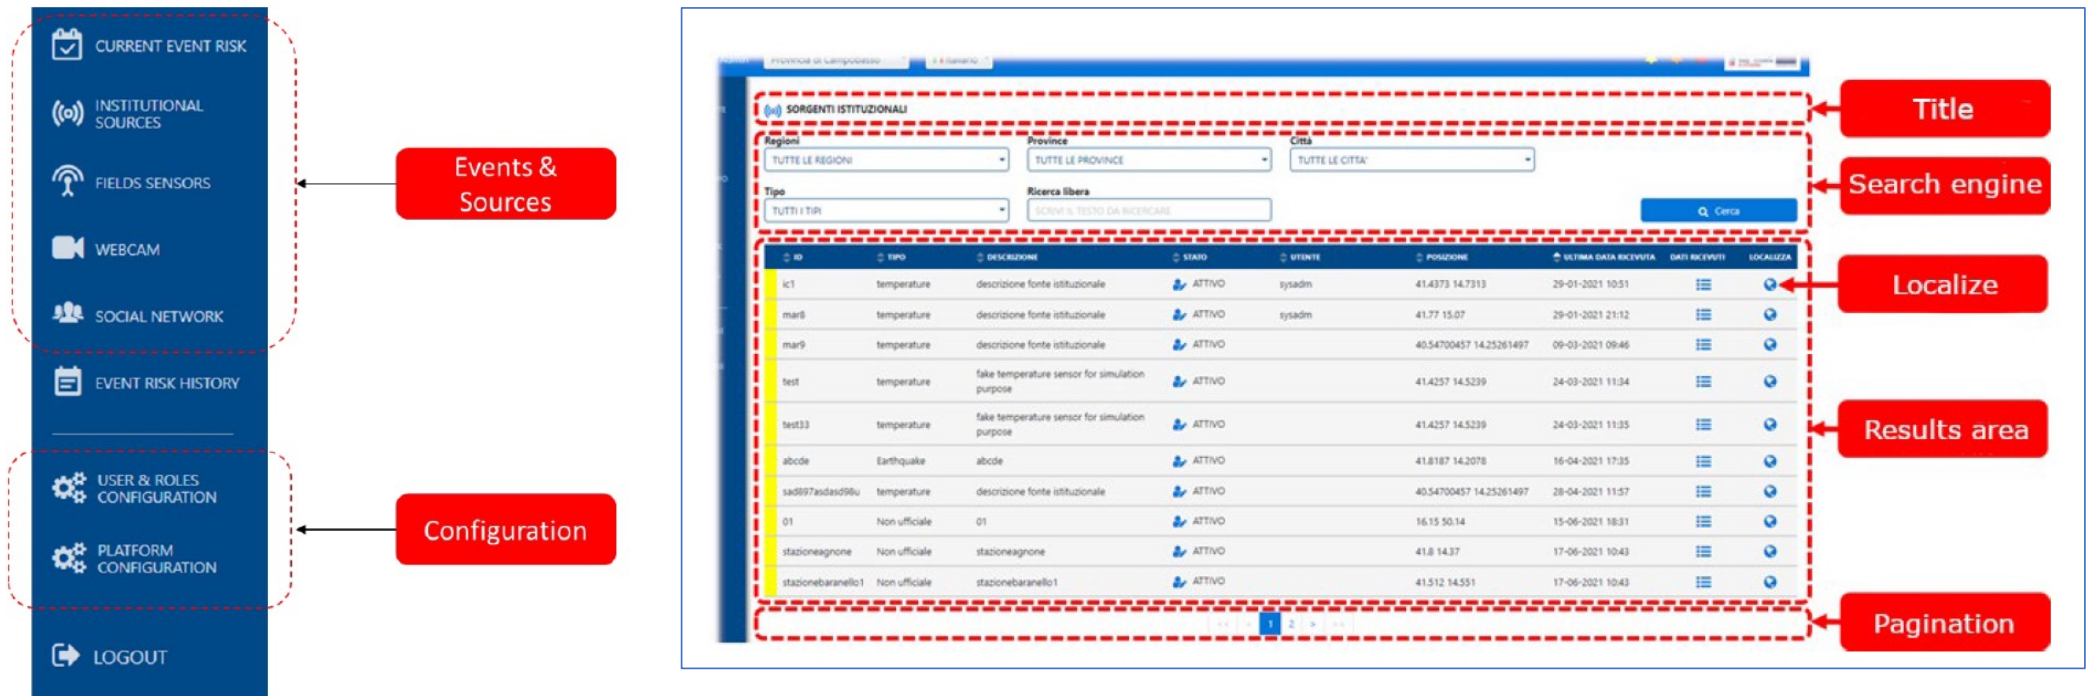 CURRENT EVENT RISK
INSTITUTIONAL
SOURCES
FIELDS SENSORS
WEBCAM
SOCIAL NETWORK
EVENT RISK HISTORY
USER & ROLES
CONFIGURATION
PLATFORM
CONFIGURATION
LOGOUT
Events &
Sources
Configuration
Provincia di Campobasso
Italiano
SORGENTI ISTITUZIONALI
Regioni Province Città
TUTTE LE REGIONI TUTTE LE PROVINCE TUTTE LE CITTA'
Tipo Ricerca libera
TUTTI I TIPI SCRIVI IL TESTO DA RICERCARE Cerca
ID TIPO DESCRIZIONE STATO UTENTE POSIZIONE ULTIMA DATA RICEVUTA DATI RICEVUTI LOCALIZZA
ic1 temperature descrizione fonte istituzionale ATTIVO sysadm 41.4373 14.7313 29-01-2021 10:51
mar8 temperature descrizione fonte istituzionale ATTIVO sysadm 41.77 15.07 29-01-2021 21:12
mar9 temperature descrizione fonte istituzionale ATTIVO 40.54700457 14.25261497 09-03-2021 09:46
test temperature fake temperature sensor for simulation purpose ATTIVO 41.4257 14.5239 24-03-2021 11:34
test33 temperature fake temperature sensor for simulation purpose ATTIVO 41.4257 14.5239 24-03-2021 11:35
abcde Earthquake abcde ATTIVO 41.8187 14.2078 16-04-2021 17:35
sad897asdasd98u temperature descrizione fonte istituzionale ATTIVO 40.54700457 14.25261497 28-04-2021 11:57
01 Non ufficiale 01 ATTIVO 16.15 50.14 15-06-2021 18:31
stazioneagnone Non ufficiale stazioneagnone ATTIVO 41.8 14.37 17-06-2021 10:43
stazionebaranello1 Non ufficiale stazionebaranello1 ATTIVO 41.512 14.551 17-06-2021 10:43
<< < 1 2 > >>
Title
Search engine
Localize
Results area
Pagination